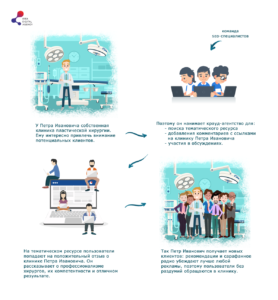 команда
из специалистов
У Петра Ивановича собственная
клиника пластической хирургии.
Ему интересно привлечь внимание
потенциальных клиентов.
Поэтому он нанимает крауд-агентство для:
- поиска тематического ресурса
- добавления комментариев с ссылками
на клинику Петра Ивановича
- участия в обсуждениях.
На тематическом ресурсе пользователи
попадают на положительный отзыв о
клинике Петра Ивановича. Он
рассказывает о профессионализме
хирургов, их компетентности и отличном
результате.
Так Петр Иванович получает новых
клиентов: рекомендации и сарафанное
радио убеждают лучше любой
рекламы, поэтому пользователи без
раздумий обращаются в клинику.